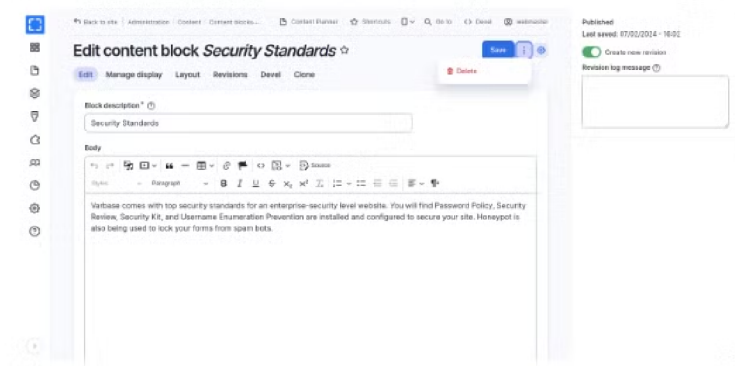 Back to site Administration Content Content blocks... Content Planner Shortcuts Go to Devel webmaster
Edit content block Security Standards
Save
Delete
Edit Manage display Layout Revisions Devel Clone
Block description *
Security Standards
Body
Source
Styles Paragraph B I U S x₂ x² Tx
Varbase comes with top security standards for an enterprise-security level website. You will find Password Policy, Security
Review, Security Kit, and Username Enumeration Prevention are installed and configured to secure your site. Honeypot is
also being used to lock your forms from spam bots.
Published
Last saved: 07/02/2024 - 16:02
Create new revision
Revision log message